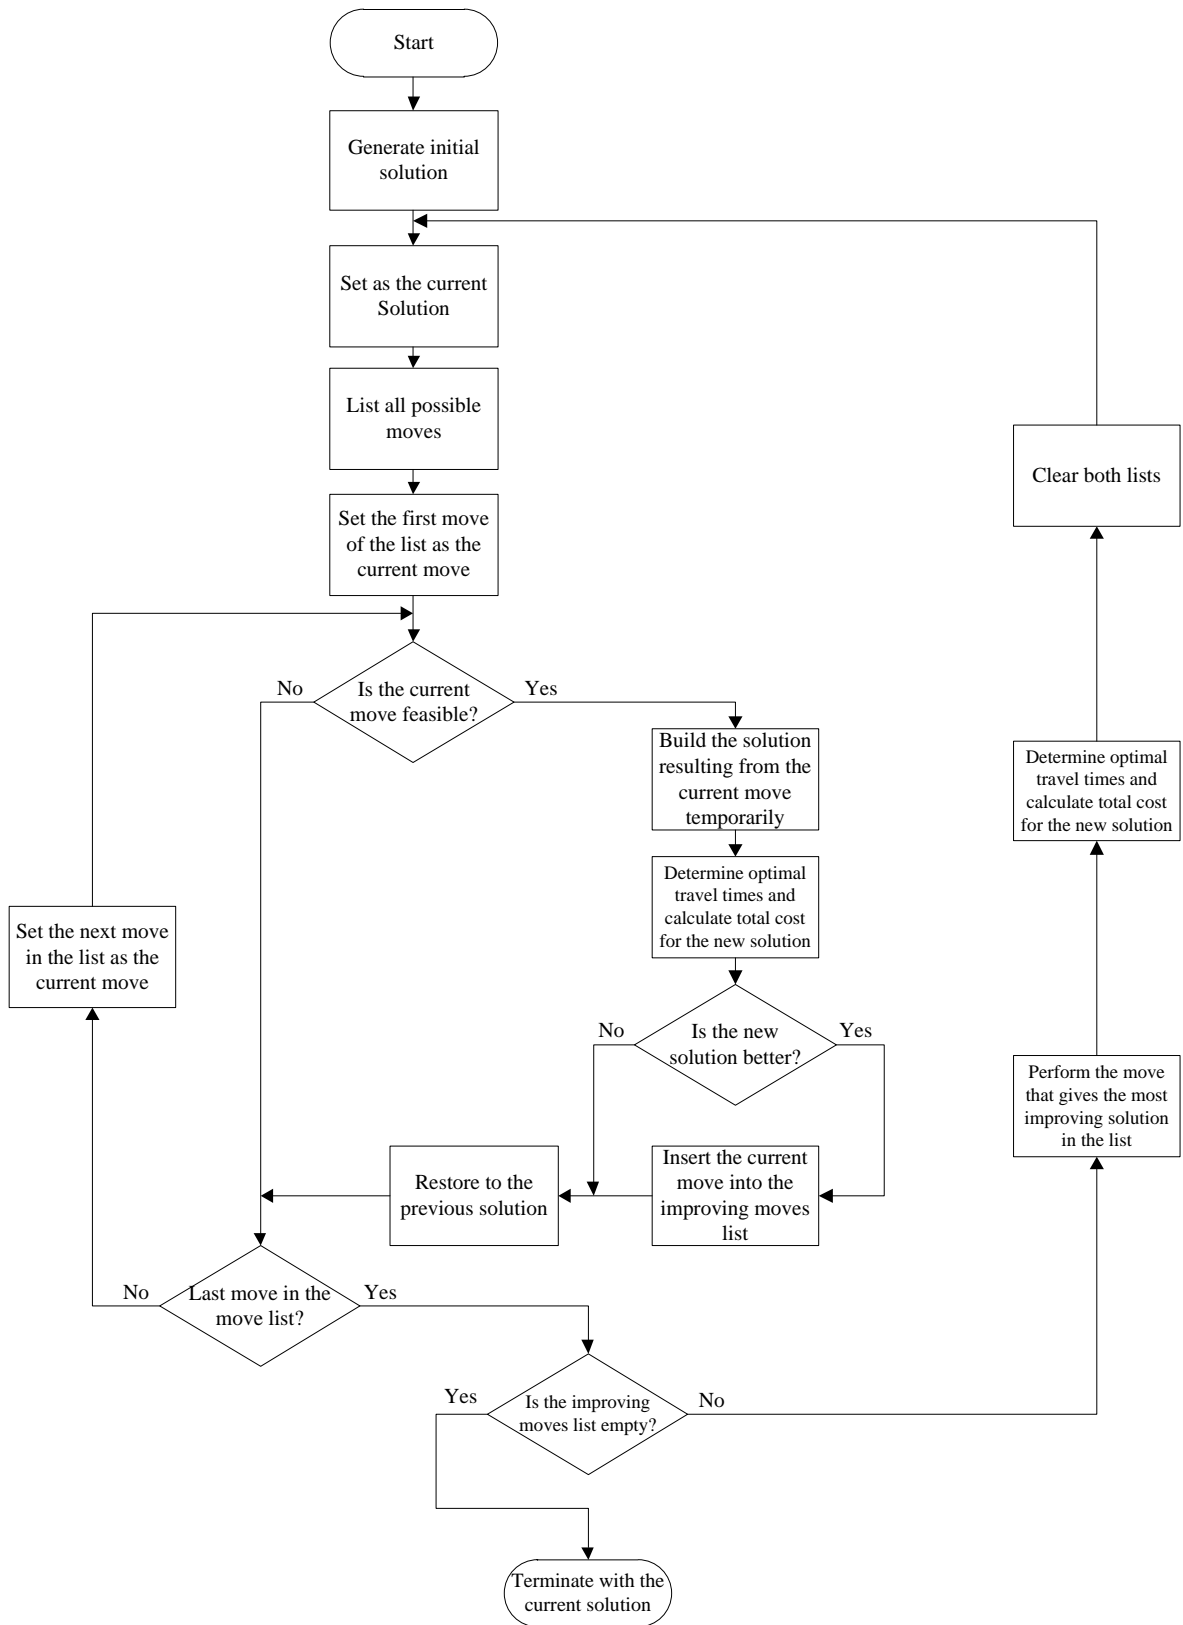 Start
Generate initial
solution
Set as the current
Solution
List all possible
moves
Set the first move
of the list as the
current move
Is the current
move feasible?
No
Yes
Build the solution
resulting from the
current move
temporarily
Determine optimal
travel times and
calculate total cost
for the new solution
Is the new
solution better?
No
Yes
Insert the current
move into the
improving moves
list
Restore to the
previous solution
Last move in the
move list?
No
Yes
Set the next move
in the list as the
current move
Is the improving
moves list empty?
Yes
No
Terminate with the
current solution
Perform the move
that gives the most
improving solution
in the list
Determine optimal
travel times and
calculate total cost
for the new solution
Clear both lists